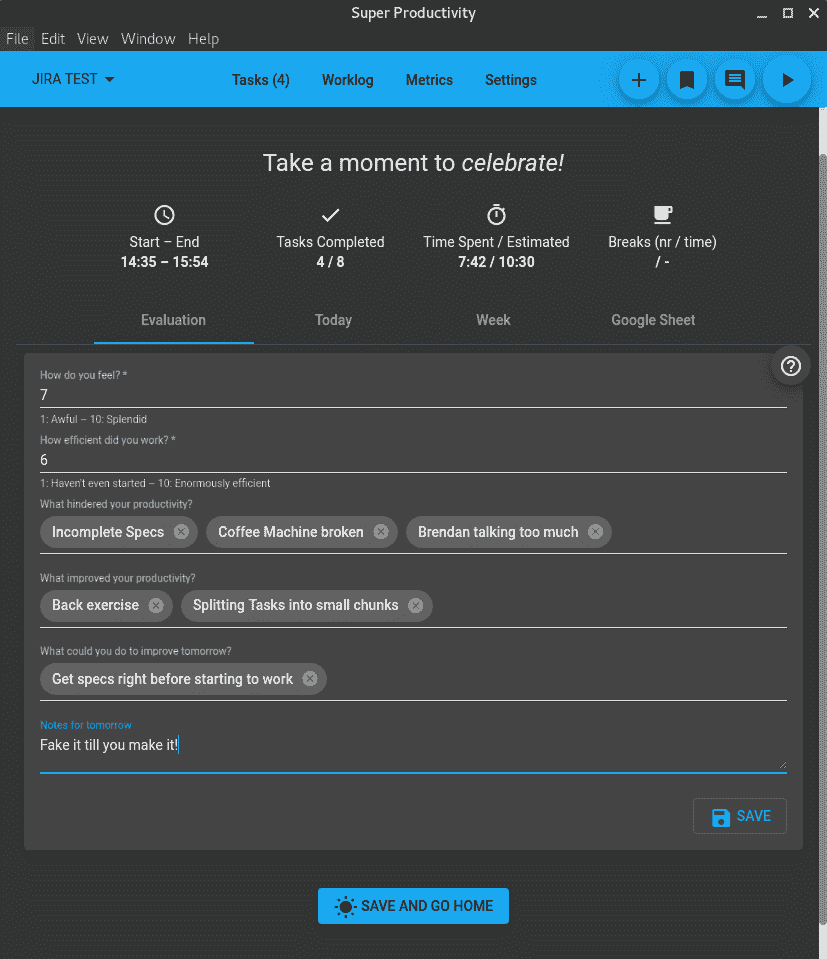 Super Productivity
File Edit View Window Help
JIRA TEST Tasks (4) Worklog Metrics Settings
Take a moment to celebrate!
Start – End
14:35 – 15:54
Tasks Completed
4 / 8
Time Spent / Estimated
7:42 / 10:30
Breaks (nr / time)
/ -
Evaluation Today Week Google Sheet
How do you feel? *
7
1: Awful – 10: Splendid
How efficient did you work? *
6
1: Haven't even started – 10: Enormously efficient
What hindered your productivity?
Incomplete Specs Coffee Machine broken Brendan talking too much
What improved your productivity?
Back exercise Splitting Tasks into small chunks
What could you do to improve tomorrow?
Get specs right before starting to work
Notes for tomorrow
Fake it till you make it!
SAVE
SAVE AND GO HOME